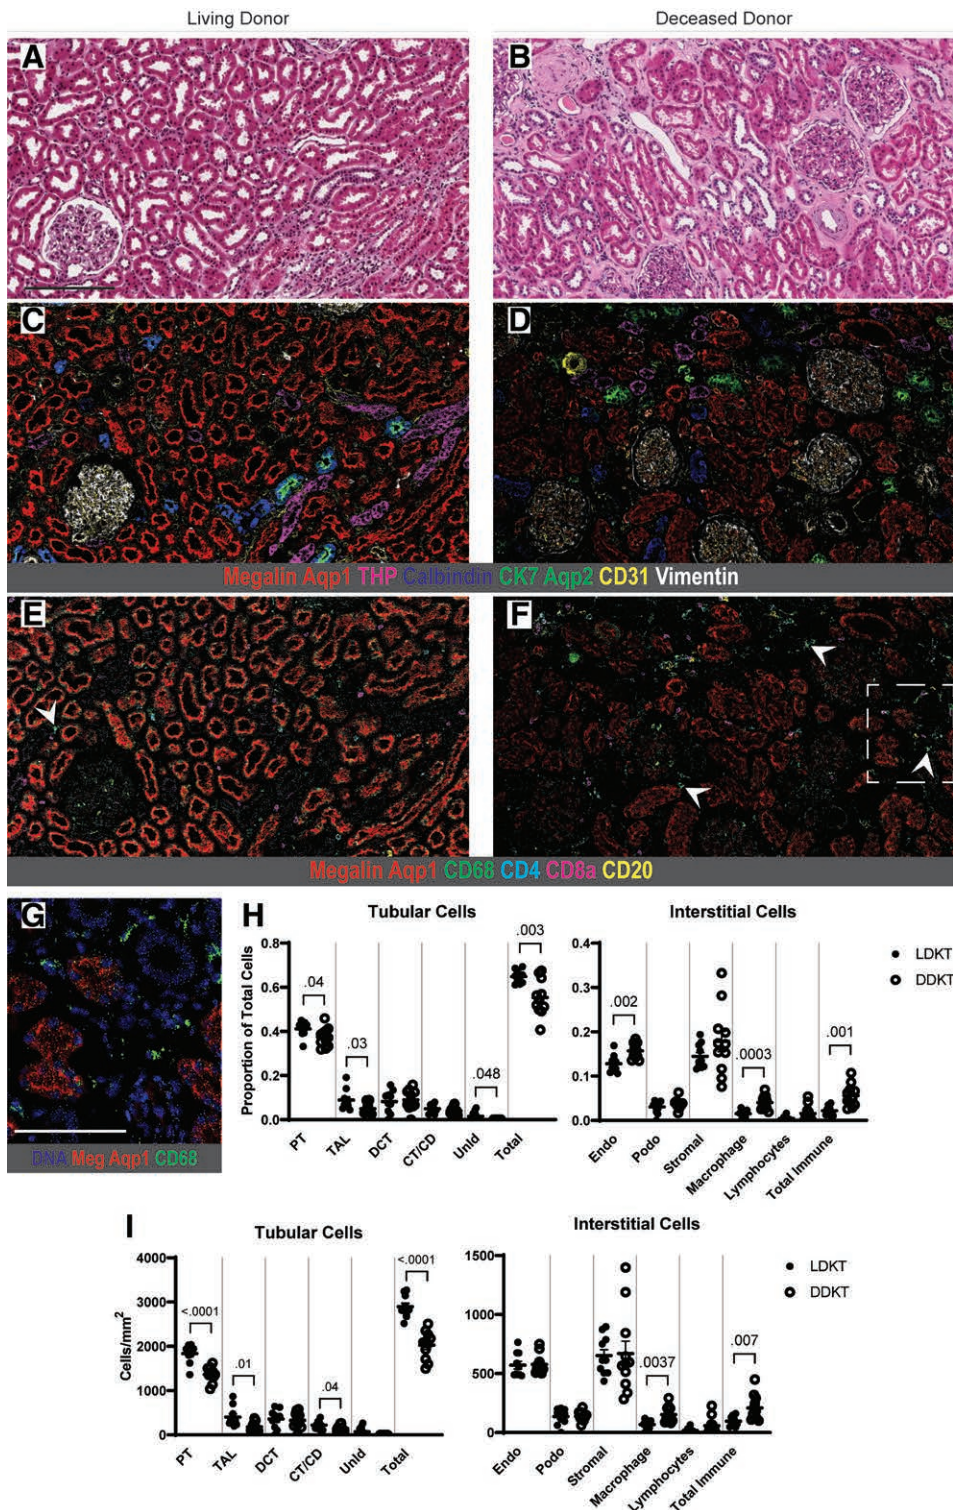 Living Donor
Deceased Donor
A
B
C
D
Megalin Aqp1 THP Calbindin CK7 Aqp2 CD31 Vimentin
E
F
Megalin Aqp1 CD68 CD4 CD8a CD20
G
DNA Meg Aqp1 CD68
H
Tubular Cells
Interstitial Cells
Proportion of Total Cells
0.8
0.6
0.4
0.2
0.0
.04
.03
.048
.003
PT
TAL
DCT
CT/CD
UnId
Total
0.4
0.3
0.2
0.1
0.0
.002
.0003
.001
Endo
Podo
Stromal
Macrophage
Lymphocytes
Total Immune
LDKT
DDKT
I
Tubular Cells
Interstitial Cells
Cells/mm²
4000
3000
2000
1000
0
<.0001
.01
.04
<.0001
PT
TAL
DCT
CT/CD
UnId
Total
1500
1000
500
0
.0037
.007
Endo
Podo
Stromal
Macrophage
Lymphocytes
Total Immune
LDKT
DDKT